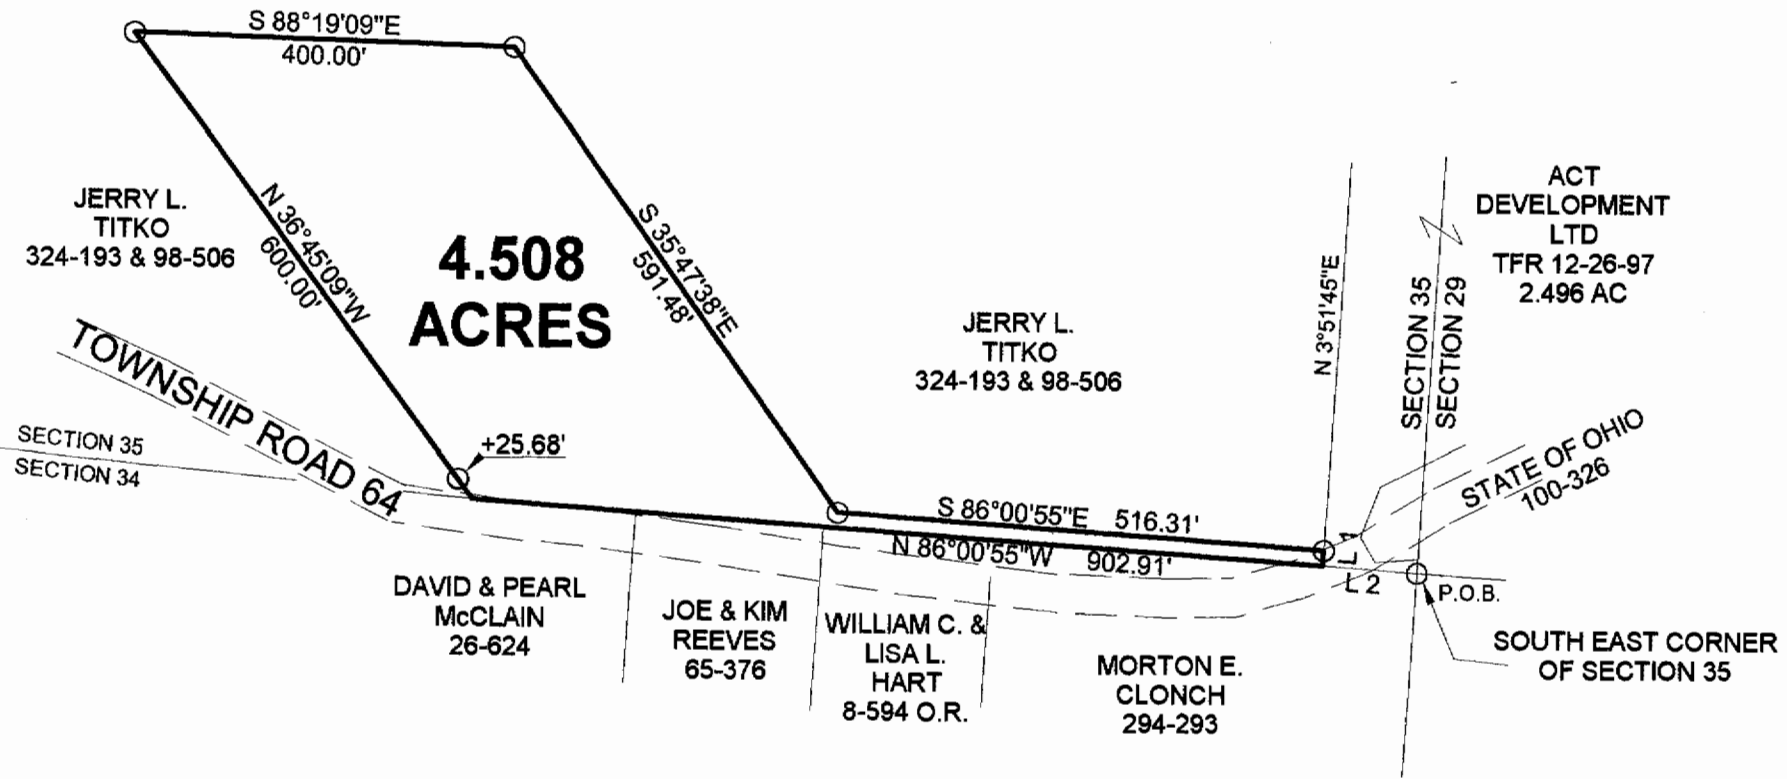 S 88°19'09"E
400.00'
JERRY L.
TITKO
324-193 & 98-506
N 36°45'09"W
600.00'
4.508
ACRES
S 35°47'38"E
591.48'
JERRY L.
TITKO
324-193 & 98-506
N 3°51'45"E
SECTION 35
SECTION 29
ACT
DEVELOPMENT
LTD
TFR 12-26-97
2.496 AC
TOWNSHIP ROAD 64
SECTION 35
SECTION 34
+25.68'
S 86°00'55"E 516.31'
N 86°00'55"W 902.91'
L 1
L 2
P.O.B.
STATE OF OHIO
100-326
SOUTH EAST CORNER
OF SECTION 35
DAVID & PEARL
McCLAIN
26-624
JOE & KIM
REEVES
65-376
WILLIAM C. &
LISA L.
HART
8-594 O.R.
MORTON E.
CLONCH
294-293